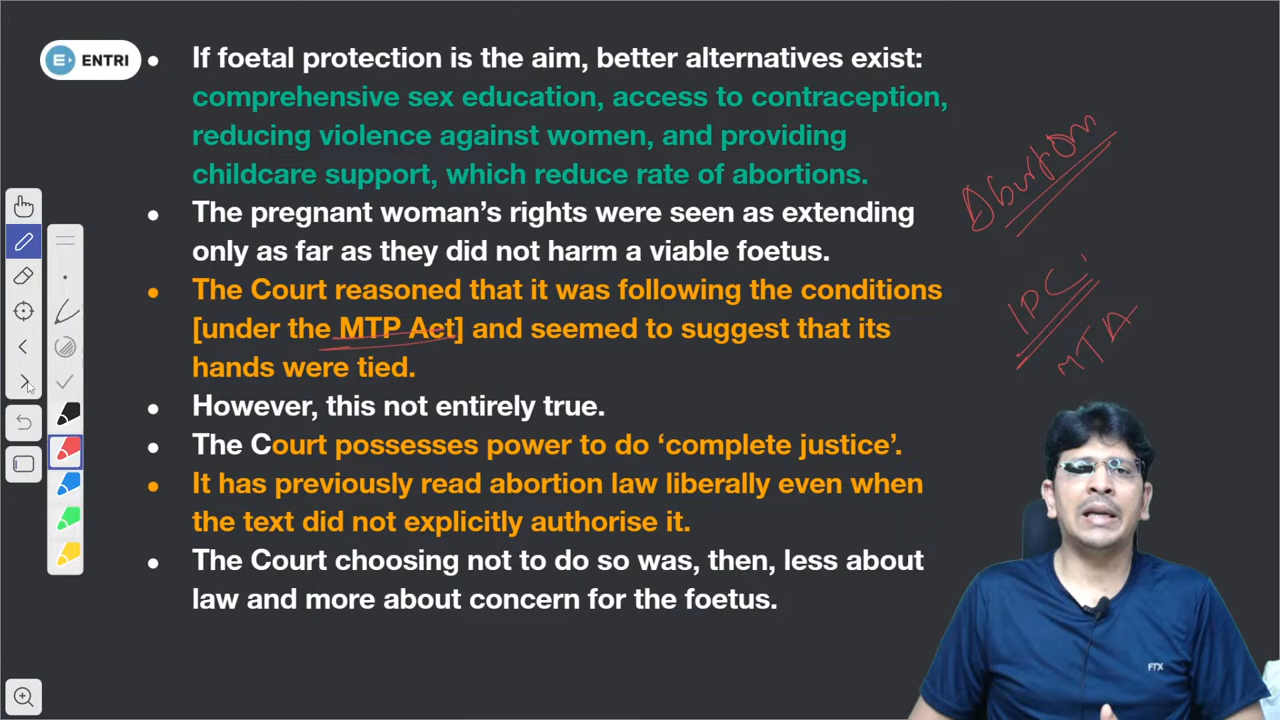 ENTRI
• If foetal protection is the aim, better alternatives exist:
comprehensive sex education, access to contraception,
reducing violence against women, and providing
childcare support, which reduce rate of abortions.
• The pregnant woman’s rights were seen as extending
only as far as they did not harm a viable foetus.
• The Court reasoned that it was following the conditions
[under the MTP Act] and seemed to suggest that its
hands were tied.
• However, this not entirely true.
• The Court possesses power to do ‘complete justice’.
• It has previously read abortion law liberally even when
the text did not explicitly authorise it.
• The Court choosing not to do so was, then, less about
law and more about concern for the foetus.
Abortion
IPC
MTA
FTX